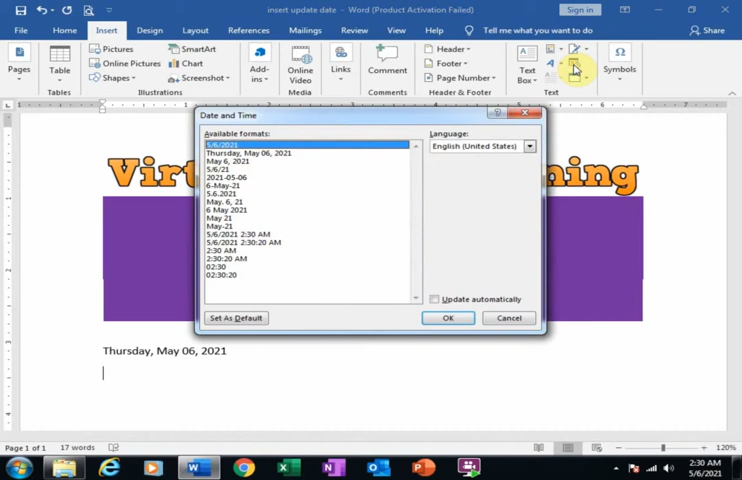 insert update date - Word (Product Activation Failed)
Sign in
File Home Insert Draw Design Layout References Mailings Review View Help Tell me what you want to do Share
Pages
Table
Tables
Pictures
Online Pictures
Shapes
SmartArt
Chart
Screenshot
Illustrations
Add-
ins
Online
Video
Media
Links
Comment
Comments
Header
Footer
Page Number
Header & Footer
Text
Box
Text
Symbols
Date and Time
Available formats:
5/6/2021
Thursday, May 06, 2021
May 6, 2021
5/6/21
2021-05-06
6-May-21
5.6.2021
May. 6, 21
6 May 2021
May 21
May-21
5/6/2021 2:30 AM
5/6/2021 2:30:20 AM
2:30 AM
2:30:20 AM
02:30
02:30:20
Language:
English (United States)
Update automatically
Set As Default
OK
Cancel
Thursday, May 06, 2021
Page 1 of 1 17 words
120%
2:30 AM
5/6/2021